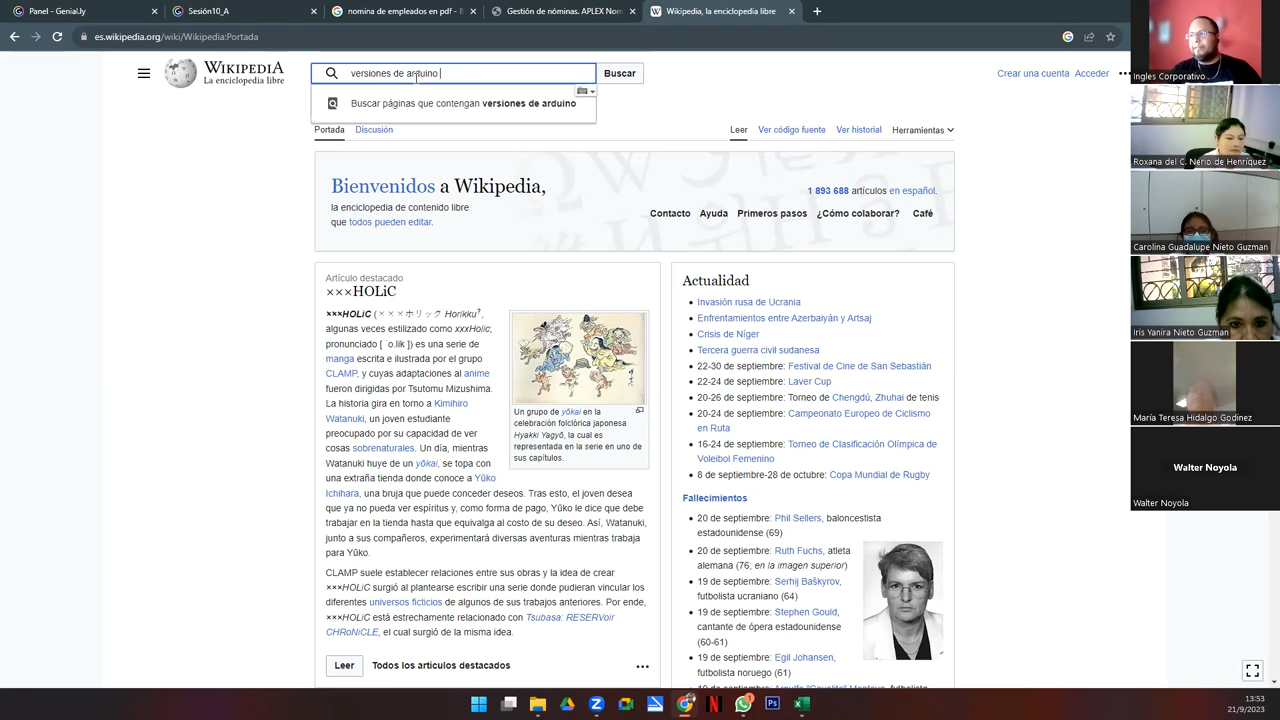 Panel - Genial.ly
Sesión10_A
nomina de empleados en pdf - B
Gestión de nóminas. APLEX Nom
Wikipedia, la enciclopedia libre
es.wikipedia.org/wiki/Wikipedia:Portada
WIKIPEDIA
La enciclopedia libre
versiones de arduino
Buscar
Crear una cuenta Acceder
Buscar páginas que contengan versiones de arduino
Portada Discusión
Leer Ver código fuente Ver historial Herramientas
Bienvenidos a Wikipedia,
la enciclopedia de contenido libre
que todos pueden editar.
1 893 688 artículos en español.
Contacto Ayuda Primeros pasos ¿Cómo colaborar? Café
Artículo destacado
×××HOLiC
×××HOLiC (×××ホリック Horikku?,
algunas veces estilizado como xxxHolic;
pronunciado [ ˈo.lik ]) es una serie de
manga escrita e ilustrada por el grupo
CLAMP, y cuyas adaptaciones al anime
fueron dirigidas por Tsutomu Mizushima.
La historia gira en torno a Kimihiro
Watanuki, un joven estudiante
preocupado por su capacidad de ver
cosas sobrenaturales. Un día, mientras
Watanuki huye de un yōkai, se topa con
una extraña tienda donde conoce a Yūko
Ichihara, una bruja que puede conceder deseos. Tras esto, el joven desea
que ya no pueda ver espíritus y, como forma de pago, Yūko le dice que debe
trabajar en la tienda hasta que equivalga al costo de su deseo. Así, Watanuki,
junto a sus compañeros, experimentará diversas aventuras mientras trabaja
para Yūko.
CLAMP suele establecer relaciones entre sus obras y la idea de crear
×××HOLiC surgió al plantearse escribir una serie donde pudieran vincular los
diferentes universos ficticios de algunos de sus trabajos anteriores. Por ende,
×××HOLiC está estrechamente relacionado con Tsubasa: RESERVoir
CHRoNiCLE, el cual surgió de la misma idea.
Un grupo de yōkai en la
celebración folclórica japonesa
Hyakki Yagyō, la cual es
representada en la serie en uno de
sus capítulos.
Leer Todos los artículos destacados
Actualidad
Invasión rusa de Ucrania
Enfrentamientos entre Azerbaiyán y Artsaj
Crisis de Níger
Tercera guerra civil sudanesa
22-30 de septiembre: Festival de Cine de San Sebastián
22-24 de septiembre: Laver Cup
20-26 de septiembre: Torneo de Chengdú, Zhuhai de tenis
20-24 de septiembre: Campeonato Europeo de Ciclismo
en Ruta
16-24 de septiembre: Torneo de Clasificación Olímpica de
Voleibol Femenino
8 de septiembre-28 de octubre: Copa Mundial de Rugby
Fallecimientos
20 de septiembre: Phil Sellers, baloncestista
estadounidense (69)
20 de septiembre: Ruth Fuchs, atleta
alemana (76; en la imagen superior)
19 de septiembre: Serhij Baškyrov,
futbolista ucraniano (64)
19 de septiembre: Stephen Gould,
cantante de ópera estadounidense
(60-61)
19 de septiembre: Egil Johansen,
futbolista noruego (61)
Ingles Corporativo
Roxana del C. Nerio de Henríquez
Carolina Guadalupe Nieto Guzman
Iris Yanira Nieto Guzman
María Teresa Hidalgo Godinez
Walter Noyola
Walter Noyola
13:53
21/9/2023